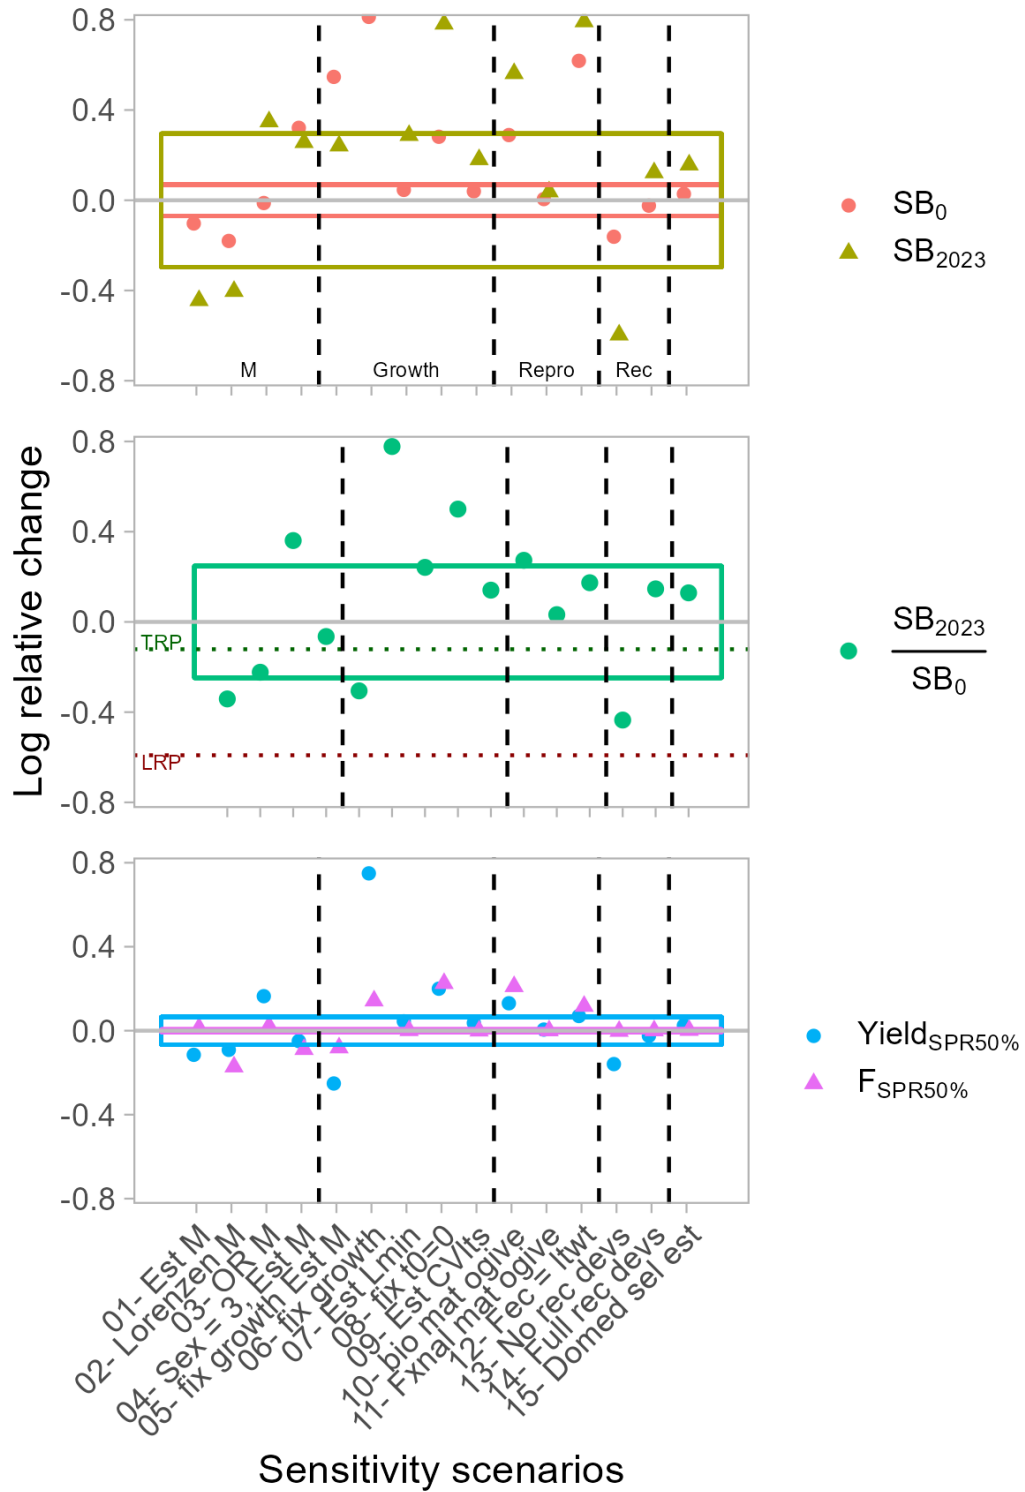 0.8
0.4
0.0
-0.4
-0.8
M
Growth
Repro
Rec
SB0
SB2023
Log relative change
0.8
0.4
0.0
-0.4
-0.8
TRP
LRP
SB2023
SB0
0.8
0.4
0.0
-0.4
-0.8
YieldSPR50%
FSPR50%
01- Est M
02- Lorenzen M
03- OR M
04- Sex = 3, Est M
05- fix growth Est M
06- fix growth
07- Est Lmin
08- fix t0=0
09- Est CVlts
10- bio mat ogive
11- Fxnal mat ogive
12- Fec = ltwt
13- No rec devs
14- Full rec devs
15- Domed sel est
Sensitivity scenarios